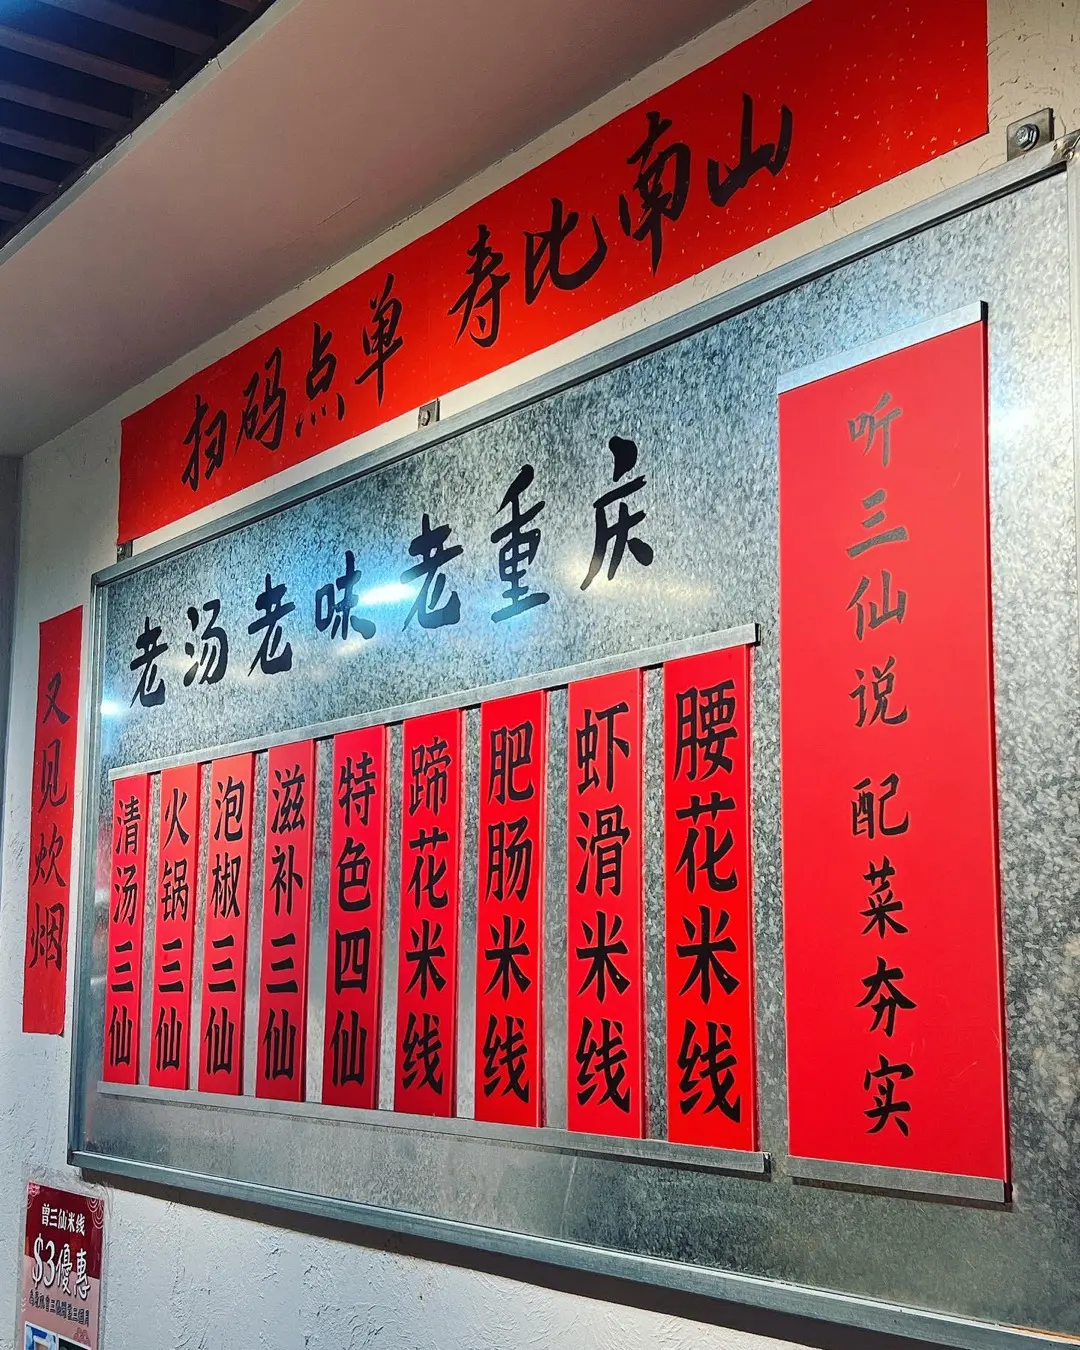 扫码点单 寿比南山
老汤老味老重庆
又见炊烟
清汤三仙
火锅三仙
泡椒三仙
滋补三仙
特色四仙
蹄花米线
肥肠米线
虾滑米线
腰花米线
听三仙说 配菜夯实
曾三仙米线
$3優惠